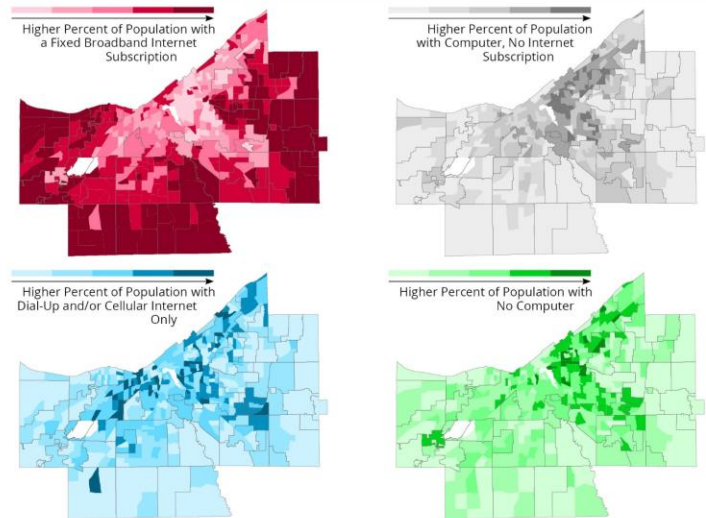 Higher Percent of Population with
a Fixed Broadband Internet
Subscription
Higher Percent of Population
with Computer, No Internet
Subscription
Higher Percent of Population with
Dial-Up and/or Cellular Internet
Only
Higher Percent of Population with
No Computer